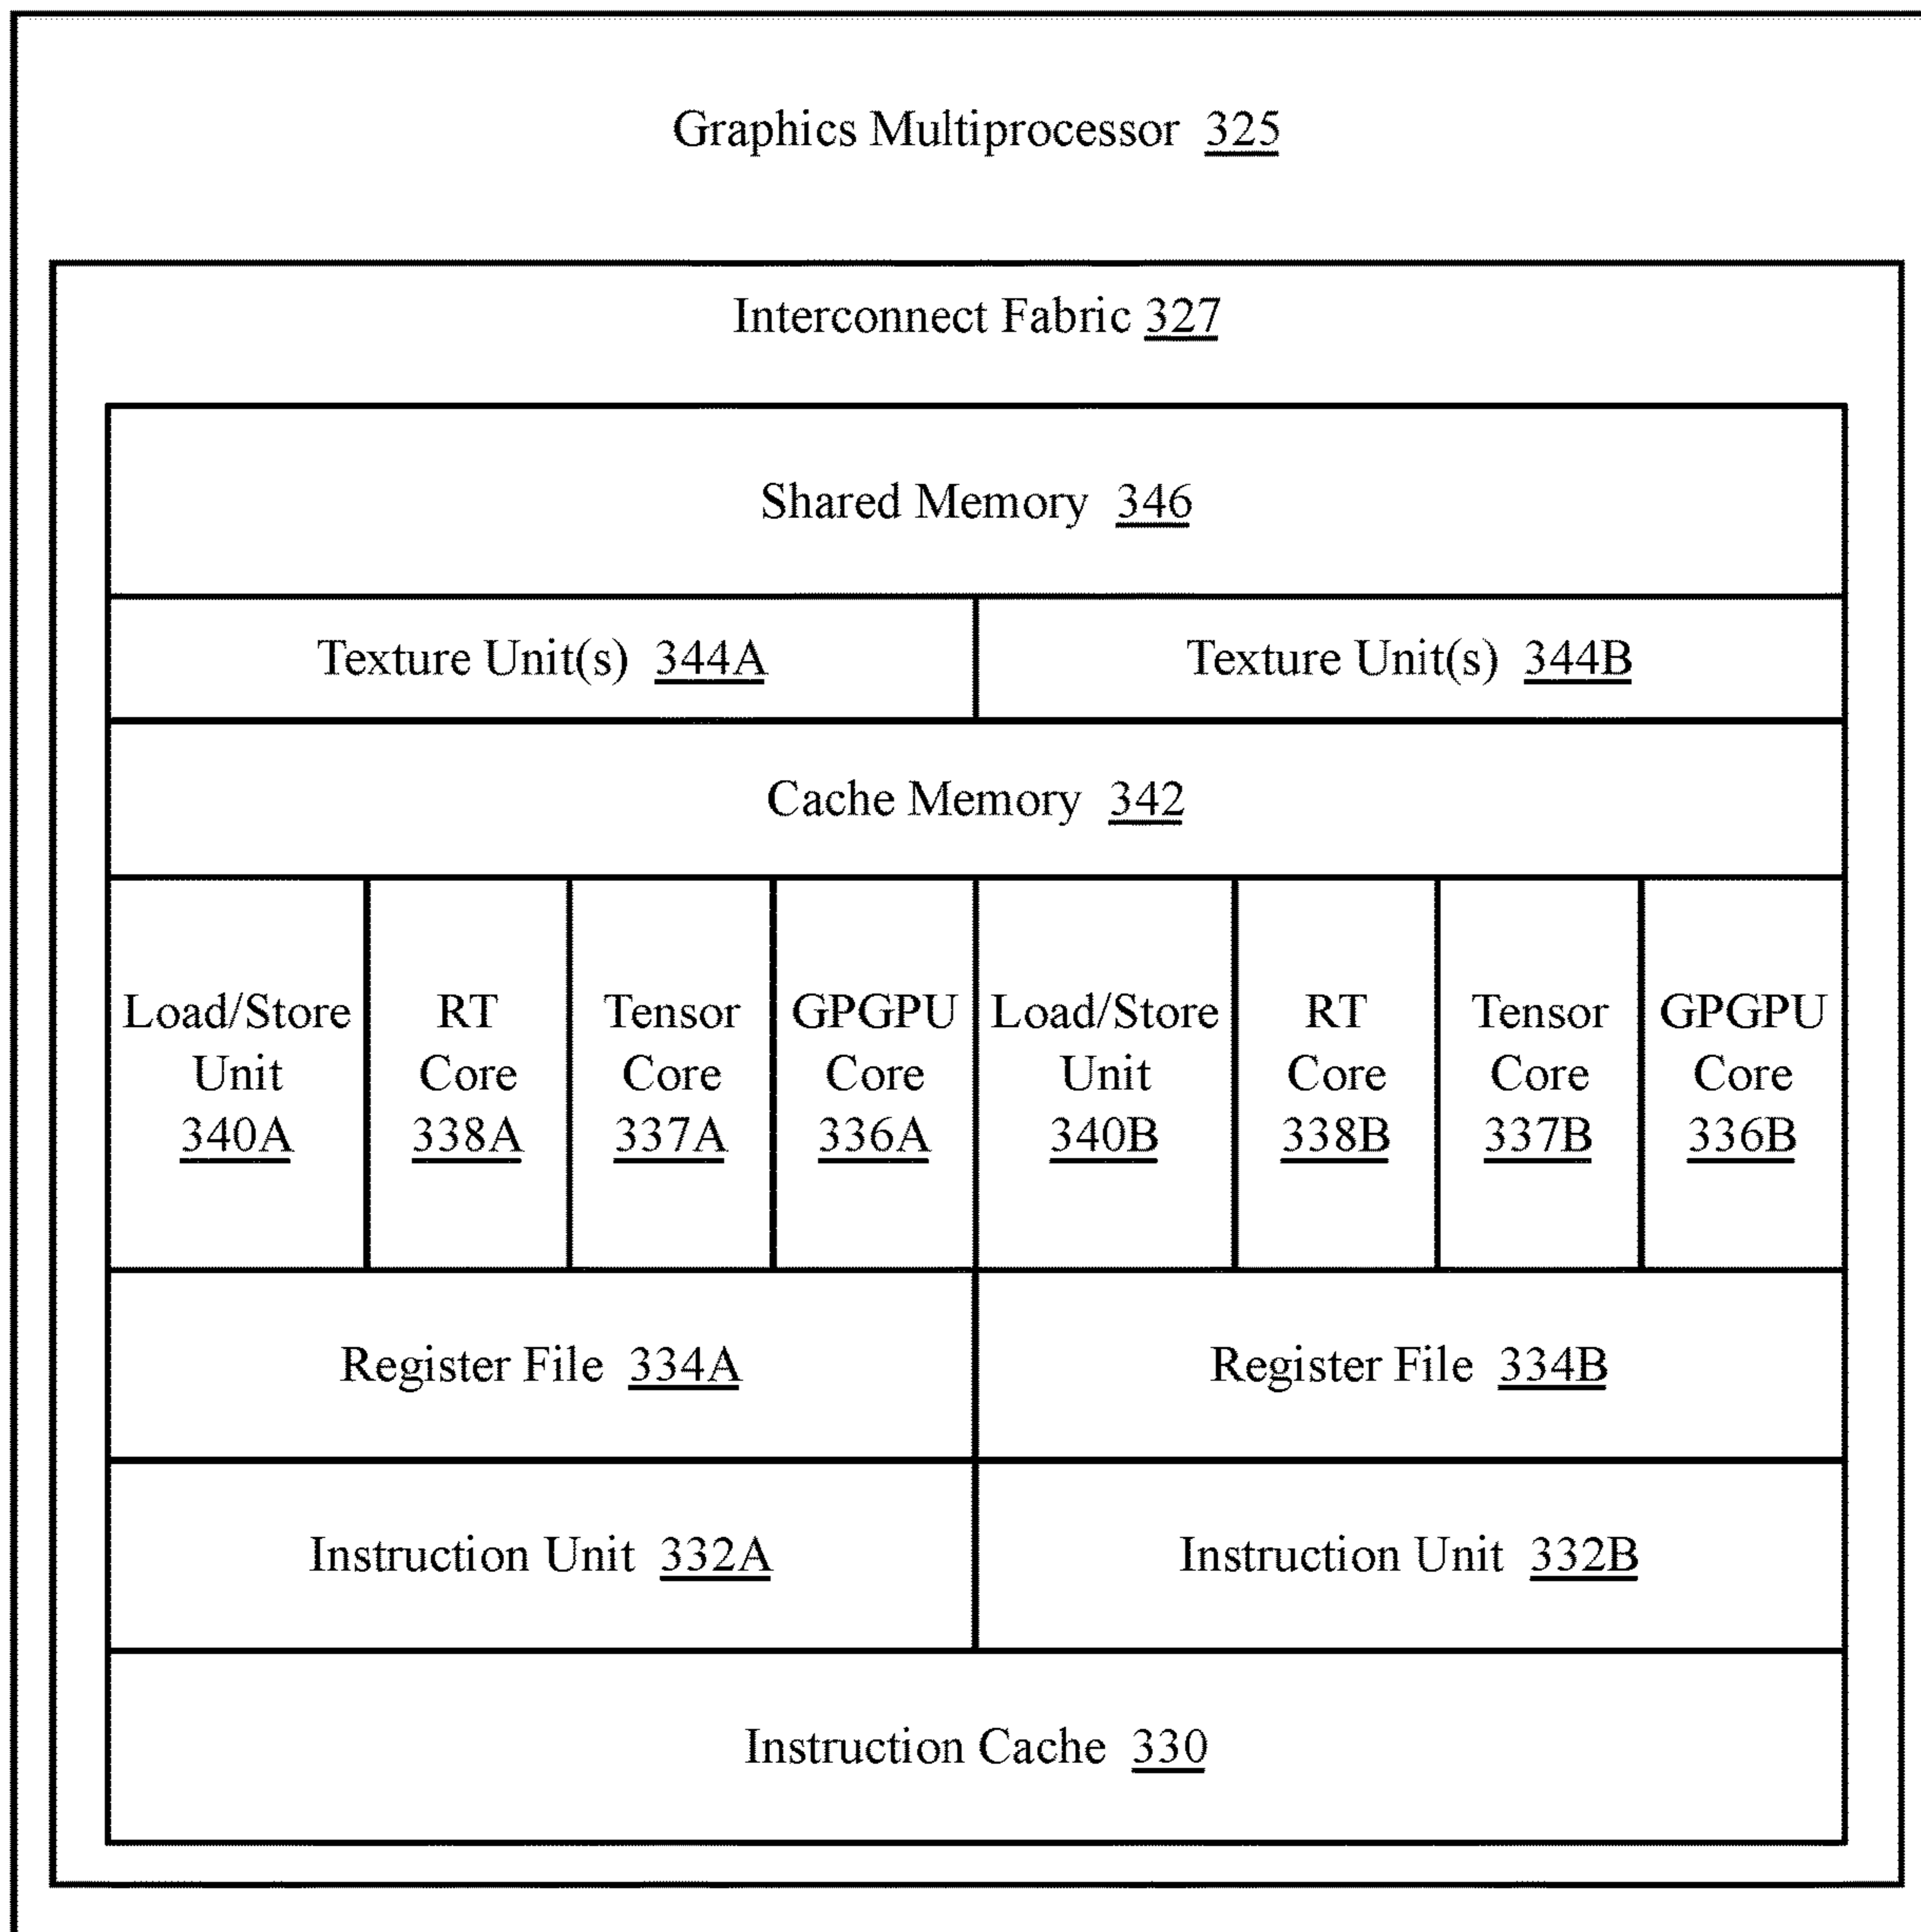 Graphics Multiprocessor 325
Interconnect Fabric 327
Shared Memory 346
Texture Unit(s) 344A
Texture Unit(s) 344B
Cache Memory 342
Load/Store
Unit
340A
RT
Core
338A
Tensor
Core
337A
GPGPU
Core
336A
Load/Store
Unit
340B
RT
Core
338B
Tensor
Core
337B
GPGPU
Core
336B
Register File 334A
Register File 334B
Instruction Unit 332A
Instruction Unit 332B
Instruction Cache 330